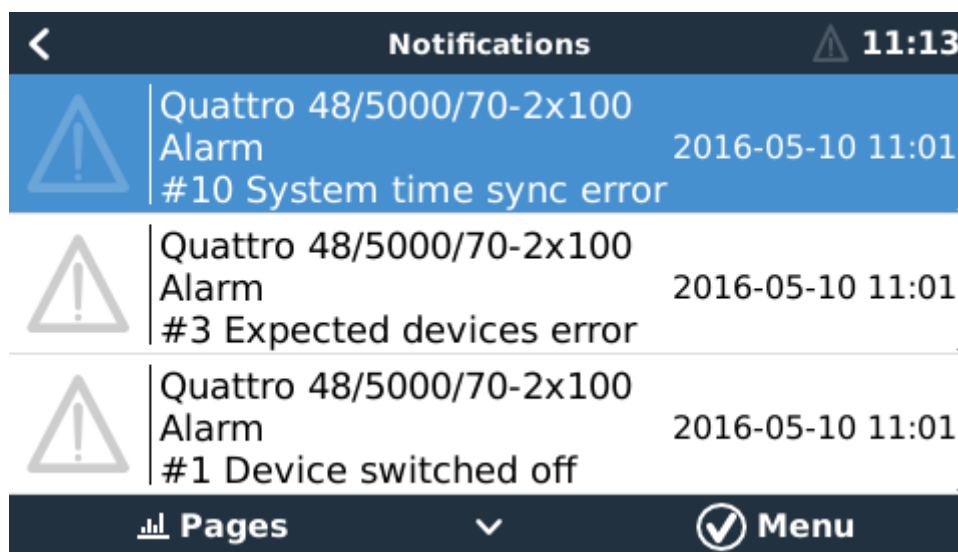 Notifications
11:13
Quattro 48/5000/70-2x100
Alarm
2016-05-10 11:01
#10 System time sync error
Quattro 48/5000/70-2x100
Alarm
2016-05-10 11:01
#3 Expected devices error
Quattro 48/5000/70-2x100
Alarm
2016-05-10 11:01
#1 Device switched off
Pages
Menu